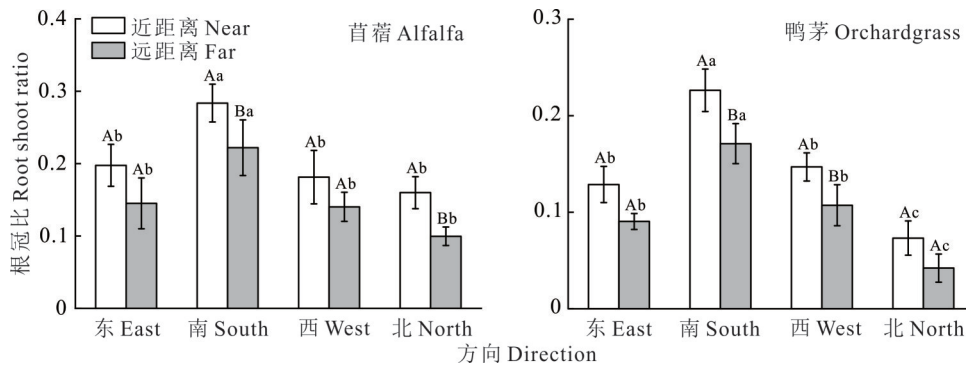 根冠比 Root shoot ratio
0.4
0.3
0.2
0.1
0
近距离 Near
远距离 Far
苜蓿 Alfalfa
Ab
Ab
Aa
Ba
Ab
Ab
Ab
Bb
东 East
南 South
西 West
北 North
0.3
0.2
0.1
0
鸭茅 Orchardgrass
Ab
Ab
Aa
Ba
Ab
Bb
Ac
Ac
东 East
南 South
西 West
北 North
方向 Direction